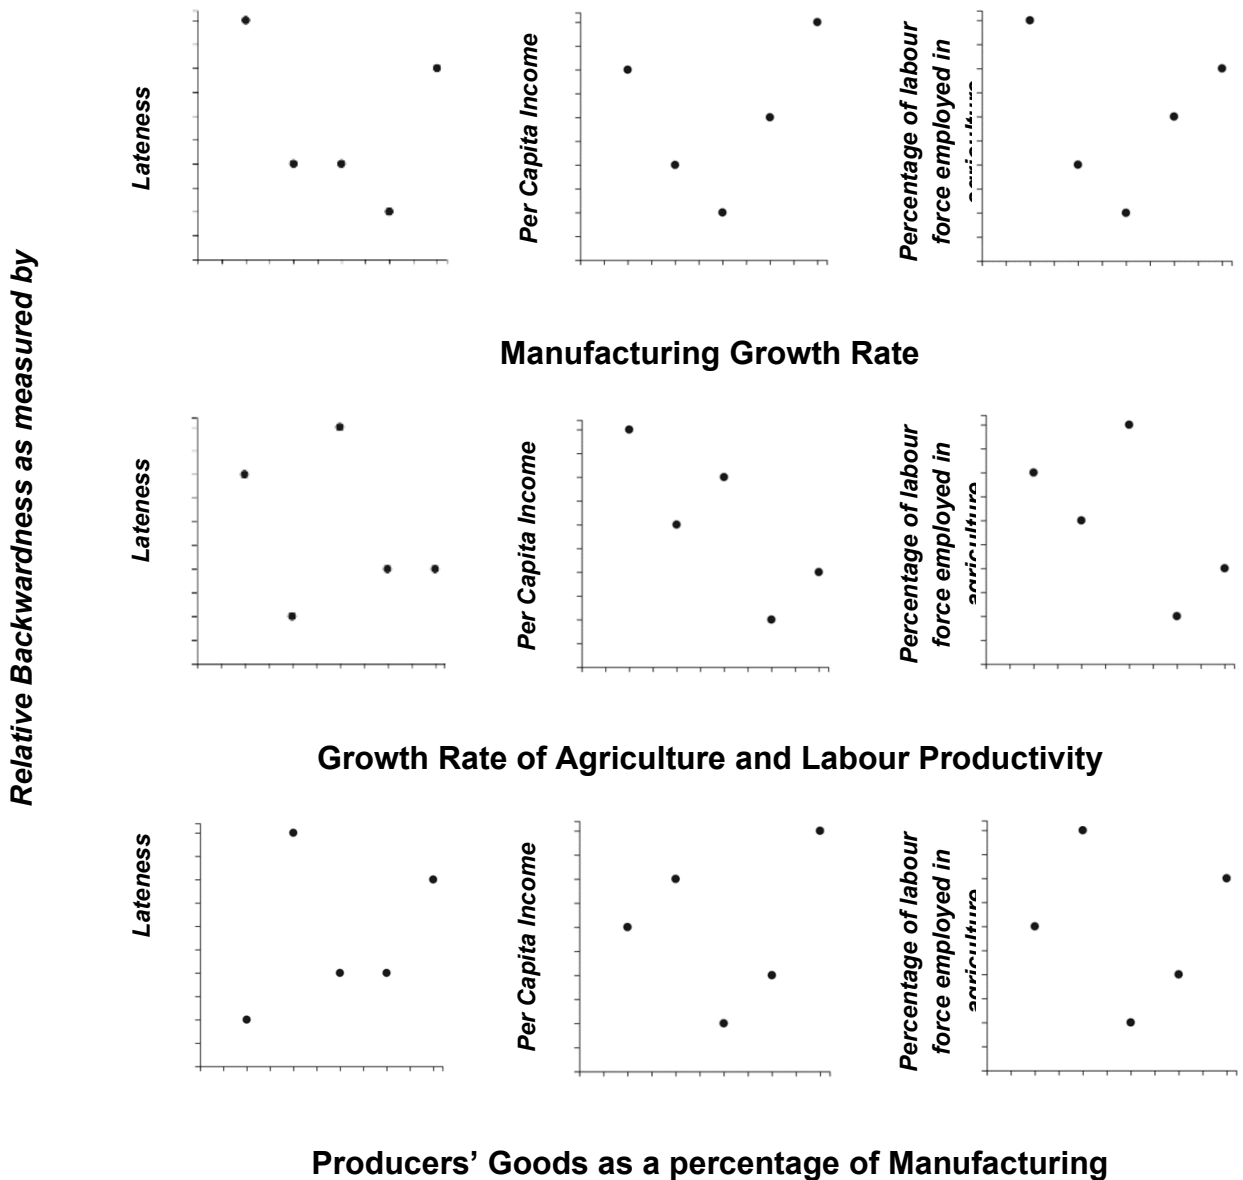 Relative Backwardness as measured by
Lateness
Per Capita Income
Percentage of labour
force employed in
Manufacturing Growth Rate
Lateness
Per Capita Income
Percentage of labour
force employed in
agriculture
Growth Rate of Agriculture and Labour Productivity
Lateness
Per Capita Income
Percentage of labour
force employed in
agriculture
Producers’ Goods as a percentage of Manufacturing